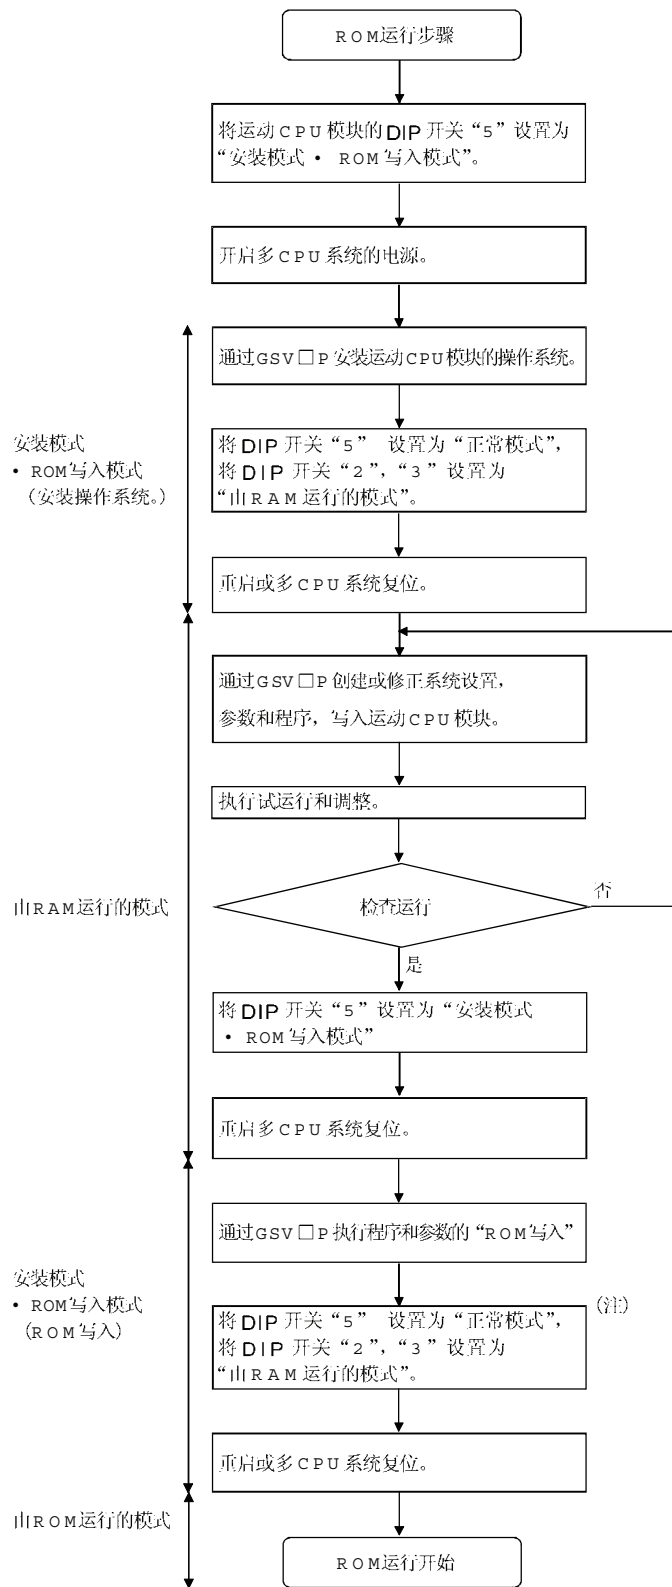 ROM运行步骤
将运动CPU模块的DIP开关“5”设置为
“安装模式· ROM写入模式”。
开启多CPU系统的电源。
通过GSV□P安装运动CPU模块的操作系统。
安装模式
· ROM写入模式
（安装操作系统。）
将DIP开关“5” 设置为“正常模式”，
将DIP开关“2”，“3”设置为
“由RAM运行的模式”。
重启或多CPU系统复位。
通过GSV□P创建或修正系统设置，
参数和程序，写入运动CPU模块。
执行试运行和调整。
由RAM运行的模式
检查运行
否
是
将DIP开关“5”设置为“安装模式
· ROM写入模式”
重启多CPU系统复位。
通过GSV□P执行程序和参数的“ROM写入”
安装模式
· ROM写入模式
(ROM写入)
将DIP开关“5” 设置为“正常模式”，
将DIP开关“2”，“3”设置为
“由RAM运行的模式”。
(注)
重启或多CPU系统复位。
由ROM运行的模式
ROM运行开始